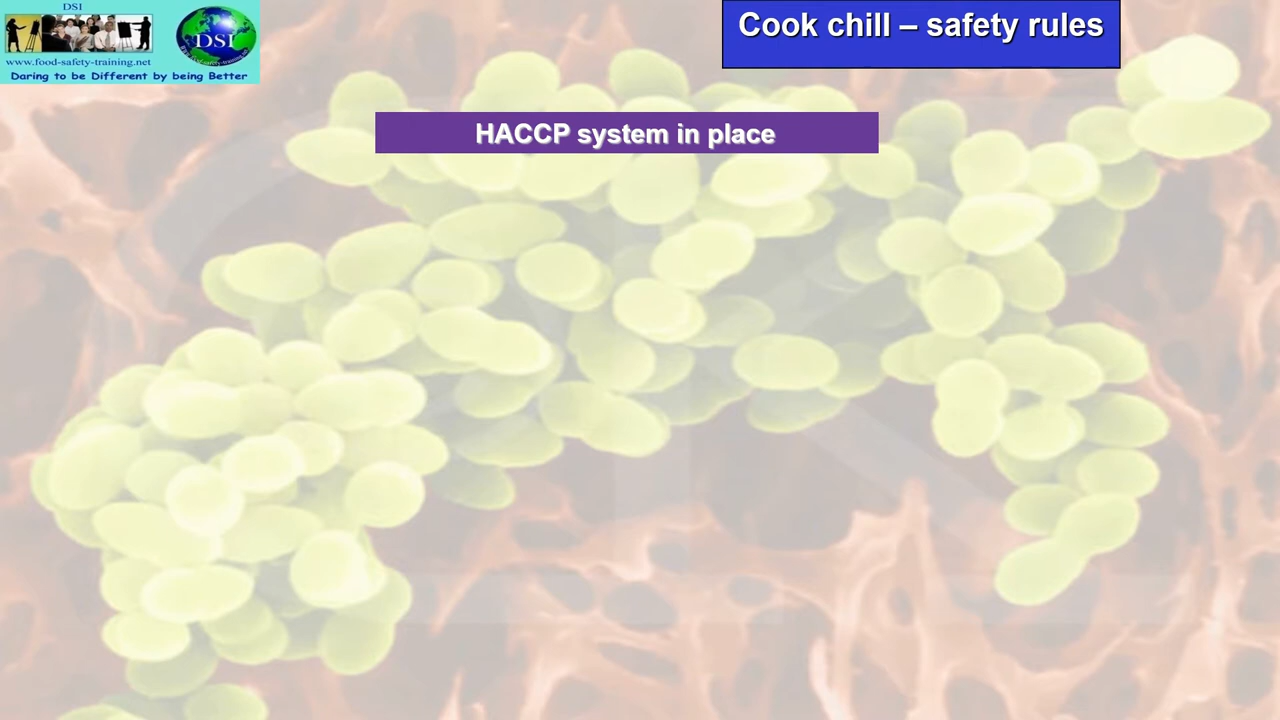 DSI
DSI
www.food-safety-training.net
Daring to be Different by being Better
Cook chill – safety rules
HACCP system in place